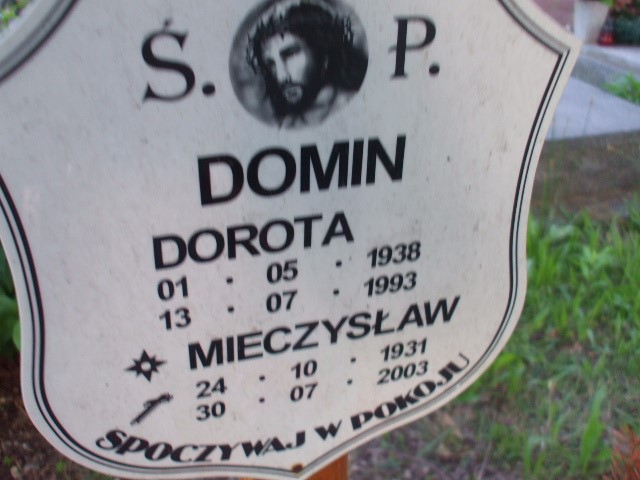 Ś. P.
DOMIN
DOROTA
01 · 05 · 1938
13 · 07 · 1993
MIECZYSŁAW
24 · 10 · 1931
30 · 07 · 2003
SPOCZYWAJ W POKOJU